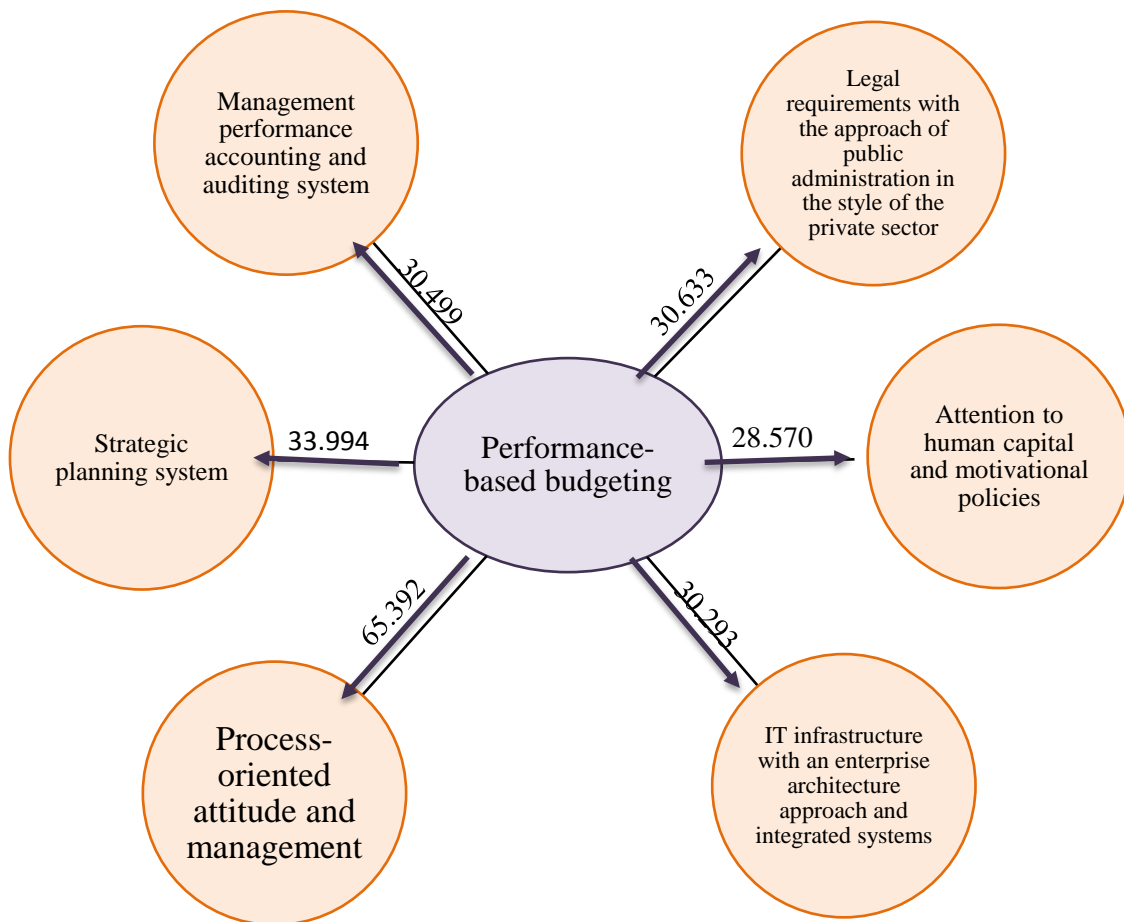 Management
performance
accounting and
auditing system
Legal
requirements with
the approach of
public
administration in
the style of the
private sector
30.499
30.633
Strategic
planning system
33.994
Performance-
based budgeting
28.570
Attention to
human capital
and motivational
policies
65.392
30.293
Process-
oriented
attitude and
management
IT infrastructure
with an enterprise
architecture
approach and
integrated systems